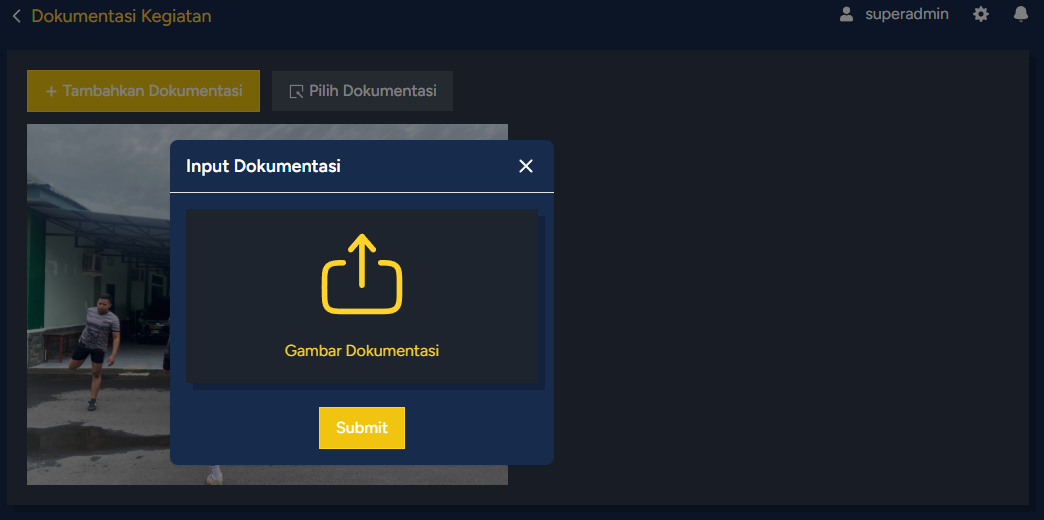 Dokumentasi Kegiatan
superadmin
+ Tambahkan Dokumentasi
Pilih Dokumentasi
Input Dokumentasi
Gambar Dokumentasi
Submit